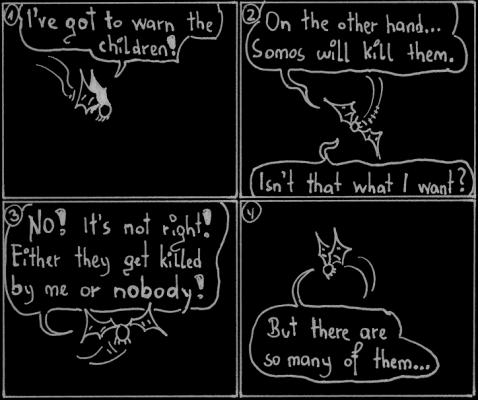 1
I've got to warn the
children!
2
On the other hand...
Somos will kill them.
Isn't that what I want?
3
NO! It's not right!
Either they get killed
by me or nobody!
4
But there are
so many of them...